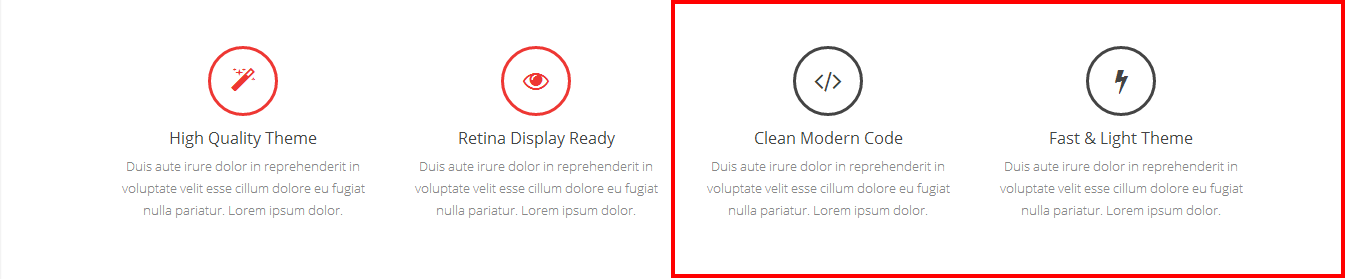 High Quality Theme
Duis aute irure dolor in reprehenderit in
voluptate velit esse cillum dolore eu fugiat
nulla pariatur. Lorem ipsum dolor.
Retina Display Ready
Duis aute irure dolor in reprehenderit in
voluptate velit esse cillum dolore eu fugiat
nulla pariatur. Lorem ipsum dolor.
Clean Modern Code
Duis aute irure dolor in reprehenderit in
voluptate velit esse cillum dolore eu fugiat
nulla pariatur. Lorem ipsum dolor.
Fast & Light Theme
Duis aute irure dolor in reprehenderit in
voluptate velit esse cillum dolore eu fugiat
nulla pariatur. Lorem ipsum dolor.